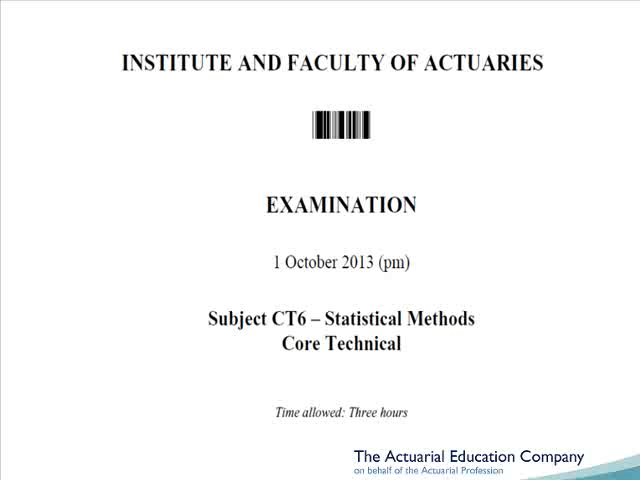 INSTITUTE AND FACULTY OF ACTUARIES
EXAMINATION
1 October 2013 (pm)
Subject CT6 – Statistical Methods
Core Technical
Time allowed: Three hours
The Actuarial Education Company
on behalf of the Actuarial Profession